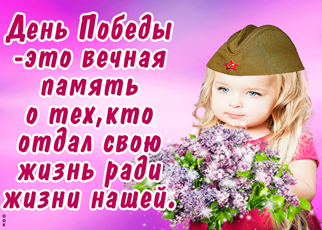 День Победы
-это вечная
память
о тех,кто
отдал свою
жизнь ради
жизни нашей.